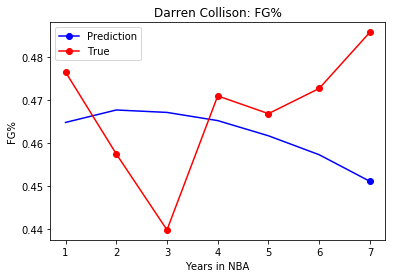 Darren Collison: FG%
Prediction
True
FG%
0.48
0.47
0.46
0.45
0.44
1 2 3 4 5 6 7
Years in NBA